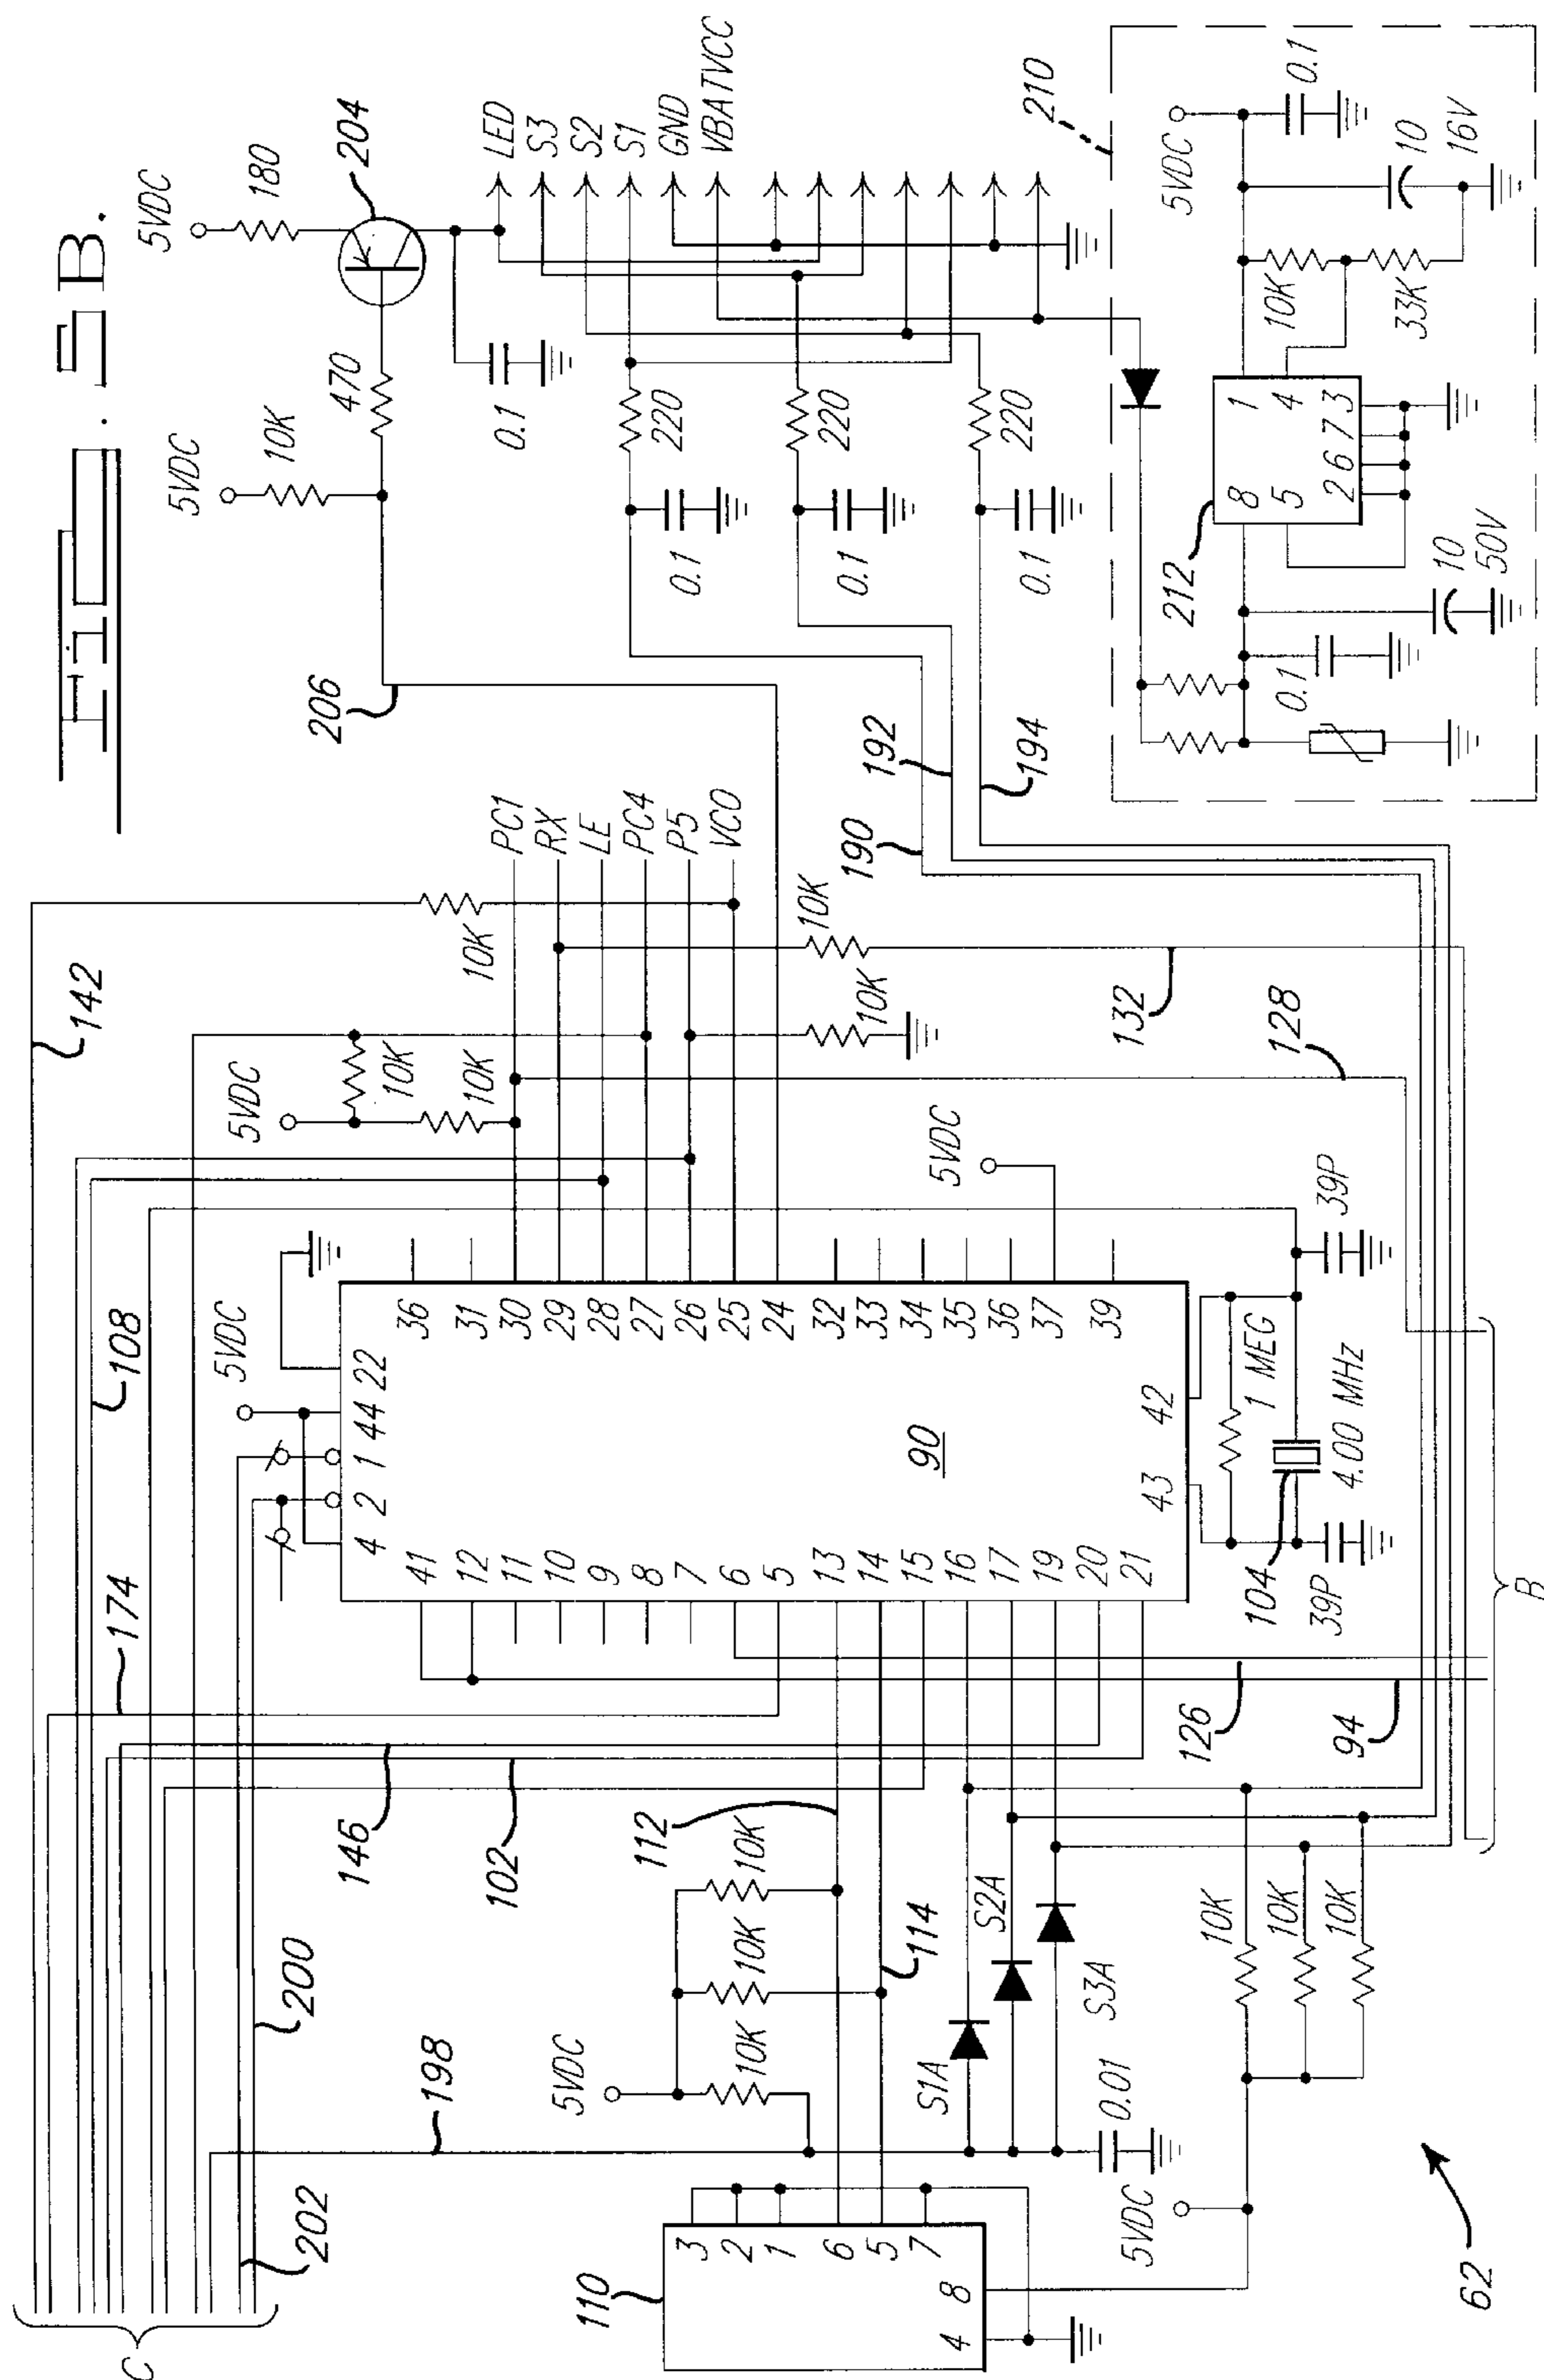 Fig. 5B.
5VDC
180
204
5VDC
10K
470
0.1
LED
S3
S2
S1
GND
VBATVCC
206
220
220
220
0.1
0.1
0.1
210
5VDC
0.1
10
16V
10K
33K
212
1
4
8
5
2 6 7 3
10
50V
0.1
190
192
194
142
PC1
RX
LE
PC4
P5
VCO
10K
10K
10K
10K
10K
5VDC
132
128
5VDC
108
5VDC
174
4 2 1 44 22
36
31
30
29
28
27
26
25
24
32
33
34
35
36
37
39
90
41
12
11
10
9
8
7
6
5
13
14
15
16
17
19
20
21
43
42
1 MEG
39P
39P
4.00 MHz
104
B
126
94
146
102
112
10K
10K
10K
114
5VDC
200
198
202
C
S1A
S2A
S3A
0.01
10K
10K
10K
5VDC
110
3
2
1
6
5
7
4
8
62